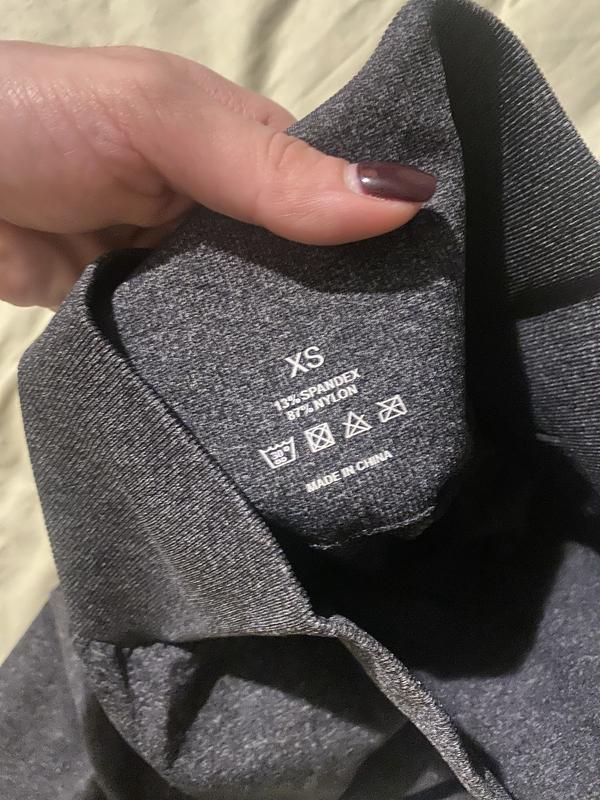 XS
13%SPANDEX
87%NYLON
30°
MADE IN CHINA